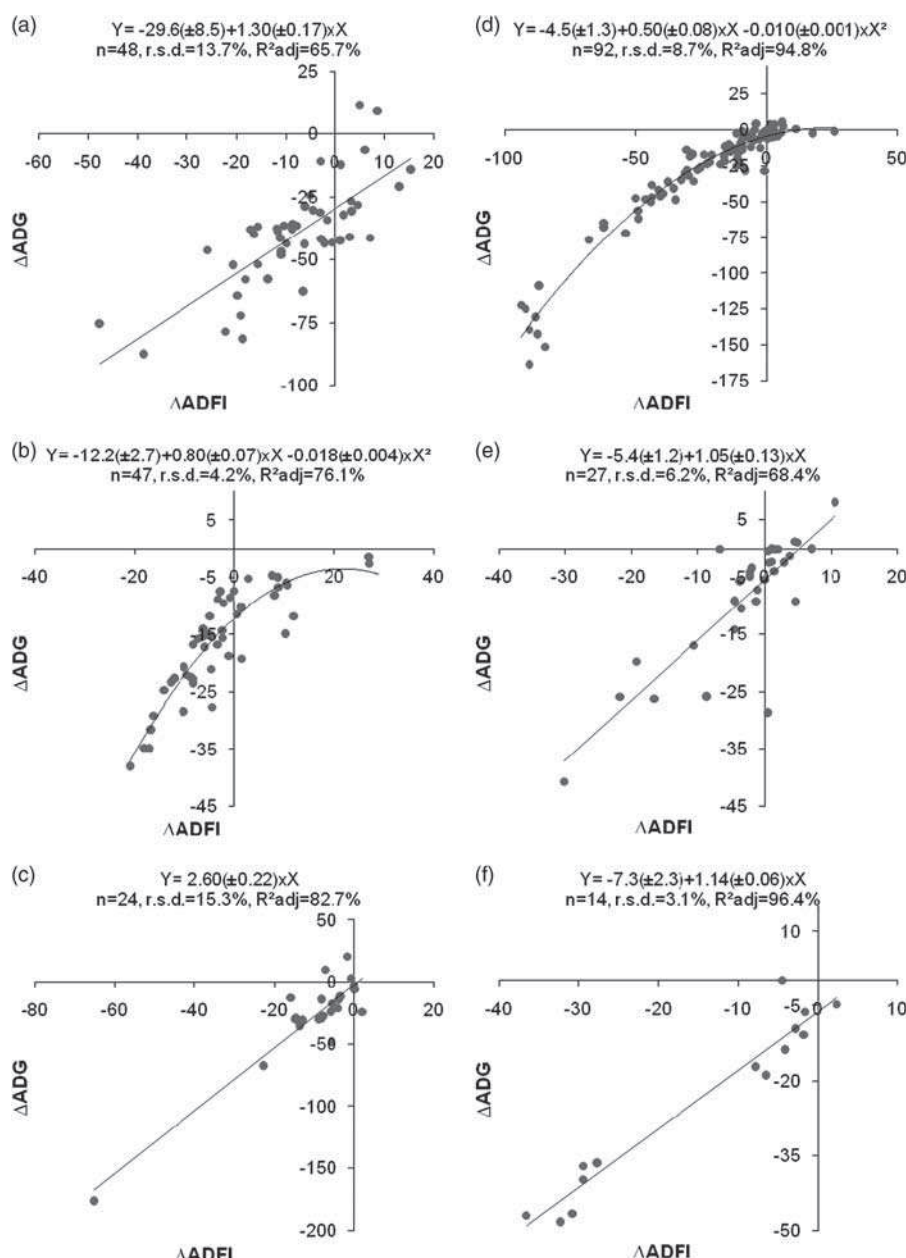 (a)
Y= -29.6(±8.5)+1.30(±0.17)xX
n=48, r.s.d.=13.7%, R²adj=65.7%
25
0
-60 -50 -40 -30 -20 -10 0 10 20
-25
-50
-75
-100
ΔADG
ΔADFI
(d)
Y= -4.5(±1.3)+0.50(±0.08)xX -0.010(±0.001)xX²
n=92, r.s.d.=8.7%, R²adj=94.8%
25
0
-100 -50 0 50
-25
-50
-75
-100
-125
-150
-175
ΔADG
ΔADFI
(b)
Y= -12.2(±2.7)+0.80(±0.07)xX -0.018(±0.004)xX²
n=47, r.s.d.=4.2%, R²adj=76.1%
5
-40 -20 0 20 40
-5
-15
-25
-35
-45
ΔADG
ΔADFI
(e)
Y= -5.4(±1.2)+1.05(±0.13)xX
n=27, r.s.d.=6.2%, R²adj=68.4%
5
-40 -30 -20 -10 0 10 20
-5
-15
-25
-35
-45
ΔADG
ΔADFI
(c)
Y= 2.60(±0.22)xX
n=24, r.s.d.=15.3%, R²adj=82.7%
50
0
-80 -60 -40 -20 0 20
-50
-100
-150
-200
ΔADG
ΔADFI
(f)
Y= -7.3(±2.3)+1.14(±0.06)xX
n=14, r.s.d.=3.1%, R²adj=96.4%
10
-40 -30 -20 -10 0 10
-5
-20
-35
-50
ΔADG
ΔADFI